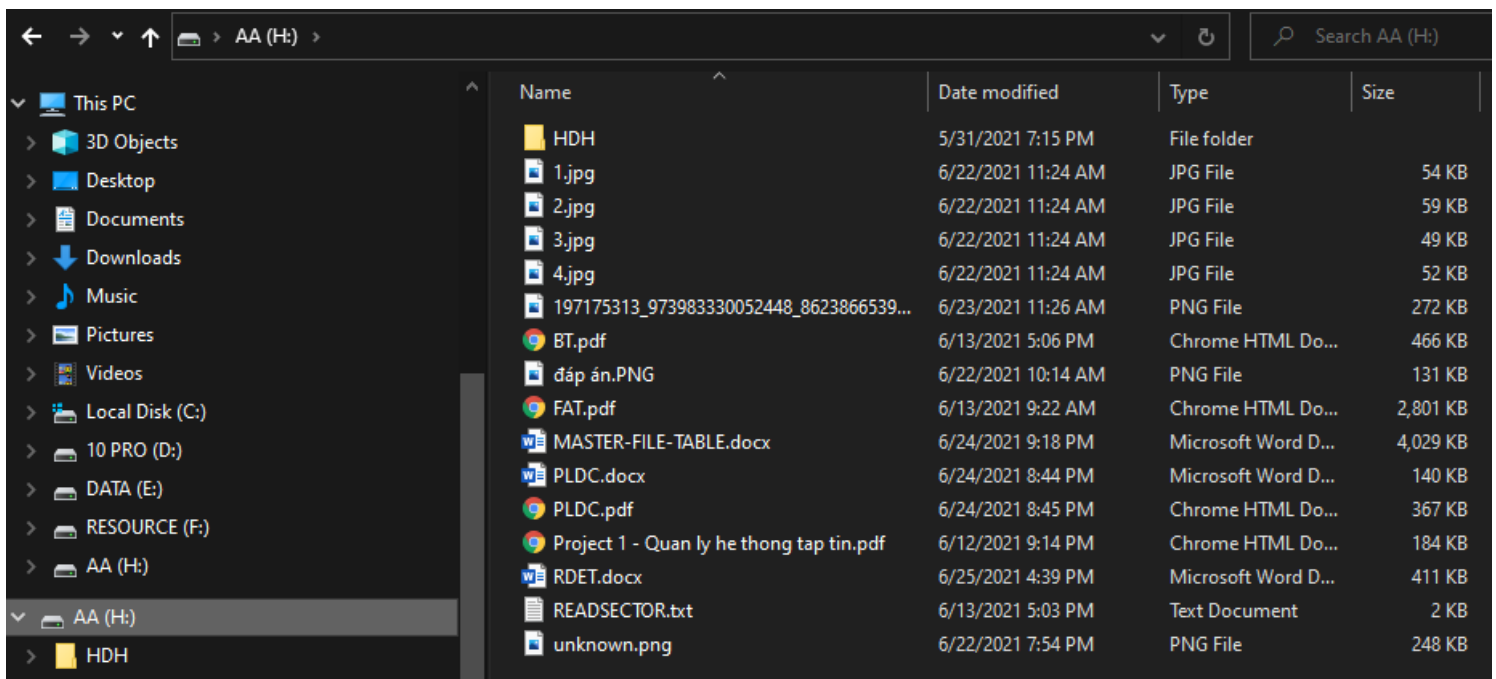 AA (H:)
Search AA (H:)
This PC
3D Objects
Desktop
Documents
Downloads
Music
Pictures
Videos
Local Disk (C:)
10 PRO (D:)
DATA (E:)
RESOURCE (F:)
AA (H:)
AA (H:)
HDH
Name Date modified Type Size
HDH 5/31/2021 7:15 PM File folder
1.jpg 6/22/2021 11:24 AM JPG File 54 KB
2.jpg 6/22/2021 11:24 AM JPG File 59 KB
3.jpg 6/22/2021 11:24 AM JPG File 49 KB
4.jpg 6/22/2021 11:24 AM JPG File 52 KB
197175313_973983330052448_8623866539... 6/23/2021 11:26 AM PNG File 272 KB
BT.pdf 6/13/2021 5:06 PM Chrome HTML Do... 466 KB
đáp án.PNG 6/22/2021 10:14 AM PNG File 131 KB
FAT.pdf 6/13/2021 9:22 AM Chrome HTML Do... 2,801 KB
MASTER-FILE-TABLE.docx 6/24/2021 9:18 PM Microsoft Word D... 4,029 KB
PLDC.docx 6/24/2021 8:44 PM Microsoft Word D... 140 KB
PLDC.pdf 6/24/2021 8:45 PM Chrome HTML Do... 367 KB
Project 1 - Quan ly he thong tap tin.pdf 6/12/2021 9:14 PM Chrome HTML Do... 184 KB
RDET.docx 6/25/2021 4:39 PM Microsoft Word D... 411 KB
READSECTOR.txt 6/13/2021 5:03 PM Text Document 2 KB
unknown.png 6/22/2021 7:54 PM PNG File 248 KB